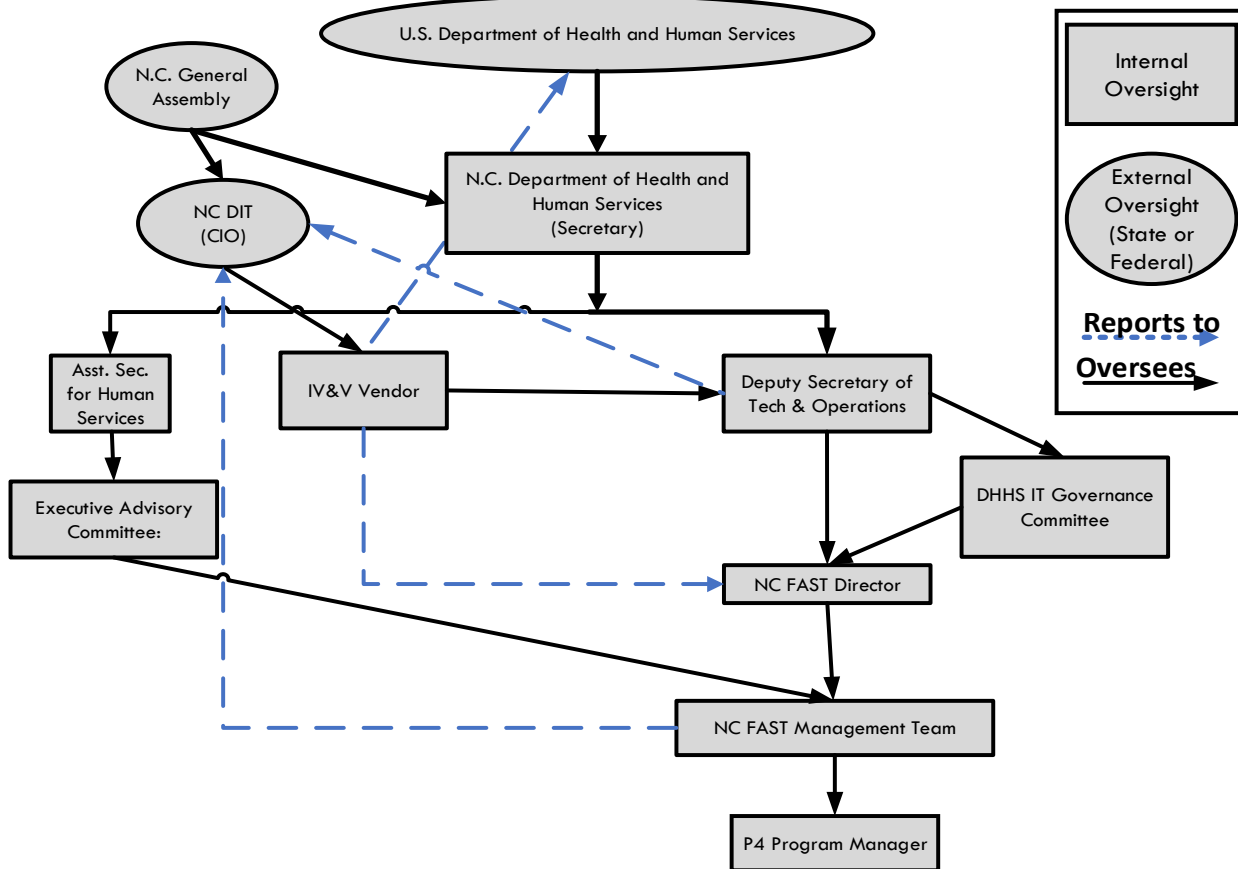 U.S. Department of Health and Human Services
N.C. General
Assembly
N.C. Department of Health and
Human Services
(Secretary)
NC DIT
(CIO)
Asst. Sec.
for Human
Services
IV&V Vendor
Deputy Secretary of
Tech & Operations
Executive Advisory
Committee:
DHHS IT Governance
Committee
NC FAST Director
NC FAST Management Team
P4 Program Manager
Internal
Oversight
External
Oversight
(State or
Federal)
Reports to
Oversees